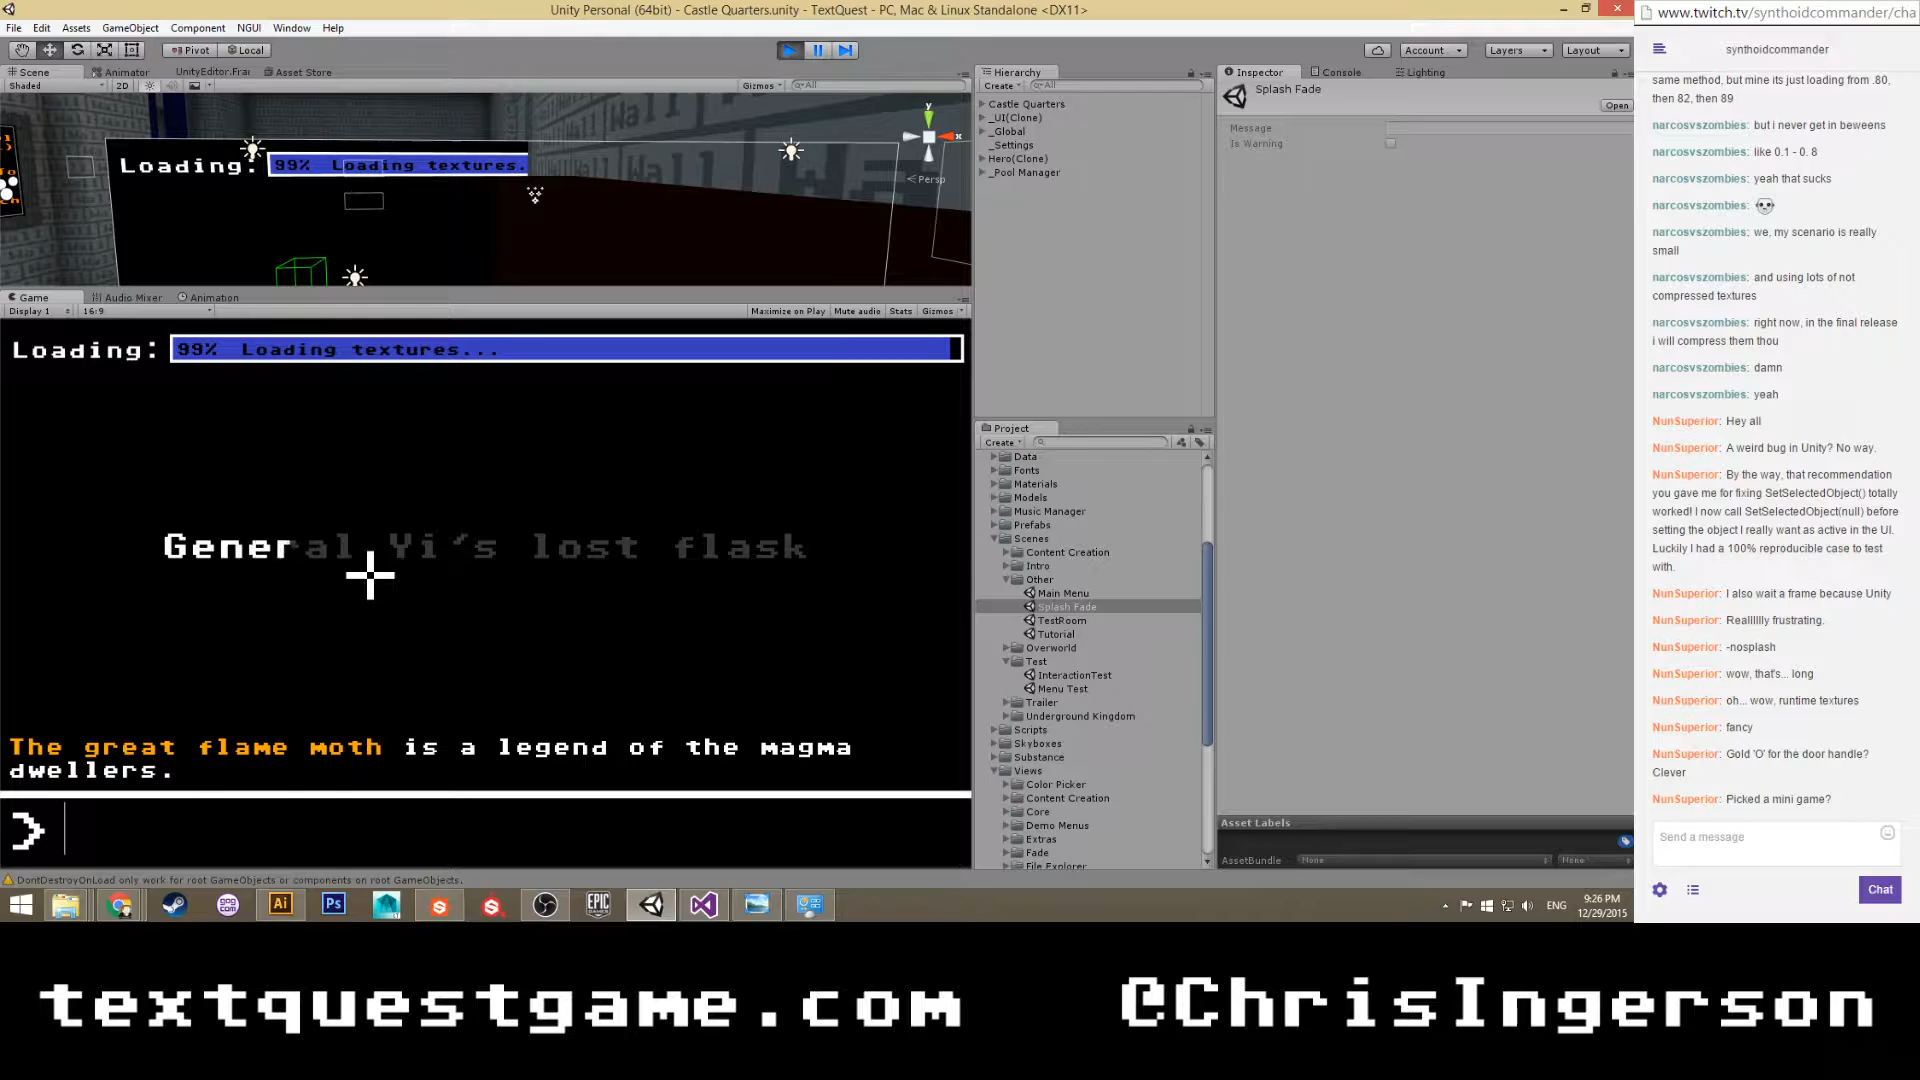 Unity Personal (64bit) - Castle Quarters.unity - TextQuest - PC, Mac & Linux Standalone <DX11>
www.twitch.tv/synthoidcommander/cha
File Edit Assets GameObject Component NGUI Window Help
Pivot Local Account Layers Layout
synthoidcommander
Scene Animator UnityEditor.Fra Asset Store
Shaded 2D Gizmos All
Loading: 99% Loading textures.
y x
Persp
Game Audio Mixer Animation
Display 1 16:9 Maximize on Play Mute audio Stats Gizmos
Loading: 99% Loading textures...
General Yi's lost flask
The great flame moth is a legend of the magma
dwellers.
>
DontDestroyOnLoad only work for root GameObjects or components on root GameObjects.
Hierarchy
Create All
Castle Quarters
_UI(Clone)
_Global
_Settings
Hero(Clone)
_Pool Manager
Project
Create
Data
Fonts
Materials
Models
Music Manager
Prefabs
Scenes
Content Creation
Intro
Other
Main Menu
Splash Fade
TestRoom
Tutorial
Overworld
Test
InteractionTest
Menu Test
Trailer
Underground Kingdom
Scripts
Skyboxes
Substance
Views
Color Picker
Content Creation
Core
Demo Menus
Extras
Fade
File Explorer
Inspector Console Lighting
Splash Fade
Open
Message
Is Warning
Asset Labels
AssetBundle None None
same method, but mine its just loading from .80,
then 82, then 89
narcosvszombies: but i never get in beweens
narcosvszombies: like 0.1 - 0. 8
narcosvszombies: yeah that sucks
narcosvszombies:
narcosvszombies: we, my scenario is really
small
narcosvszombies: and using lots of not
compressed textures
narcosvszombies: right now, in the final release
i will compress them thou
narcosvszombies: damn
narcosvszombies: yeah
NunSuperior: Hey all
NunSuperior: A weird bug in Unity? No way.
NunSuperior: By the way, that recommendation
you gave me for fixing SetSelectedObject() totally
worked! I now call SetSelectedObject(null) before
setting the object I really want as active in the UI.
Luckily I had a 100% reproducible case to test
with.
NunSuperior: I also wait a frame because Unity
NunSuperior: Realllllly frustrating.
NunSuperior: -nosplash
NunSuperior: wow, that's... long
NunSuperior: oh... wow, runtime textures
NunSuperior: fancy
NunSuperior: Gold 'O' for the door handle?
Clever
NunSuperior: Picked a mini game?
Send a message
Chat
gog com Ai Ps EPIC GAMES
ENG
9:26 PM
12/29/2015
textquestgame.com @ChrisIngerson